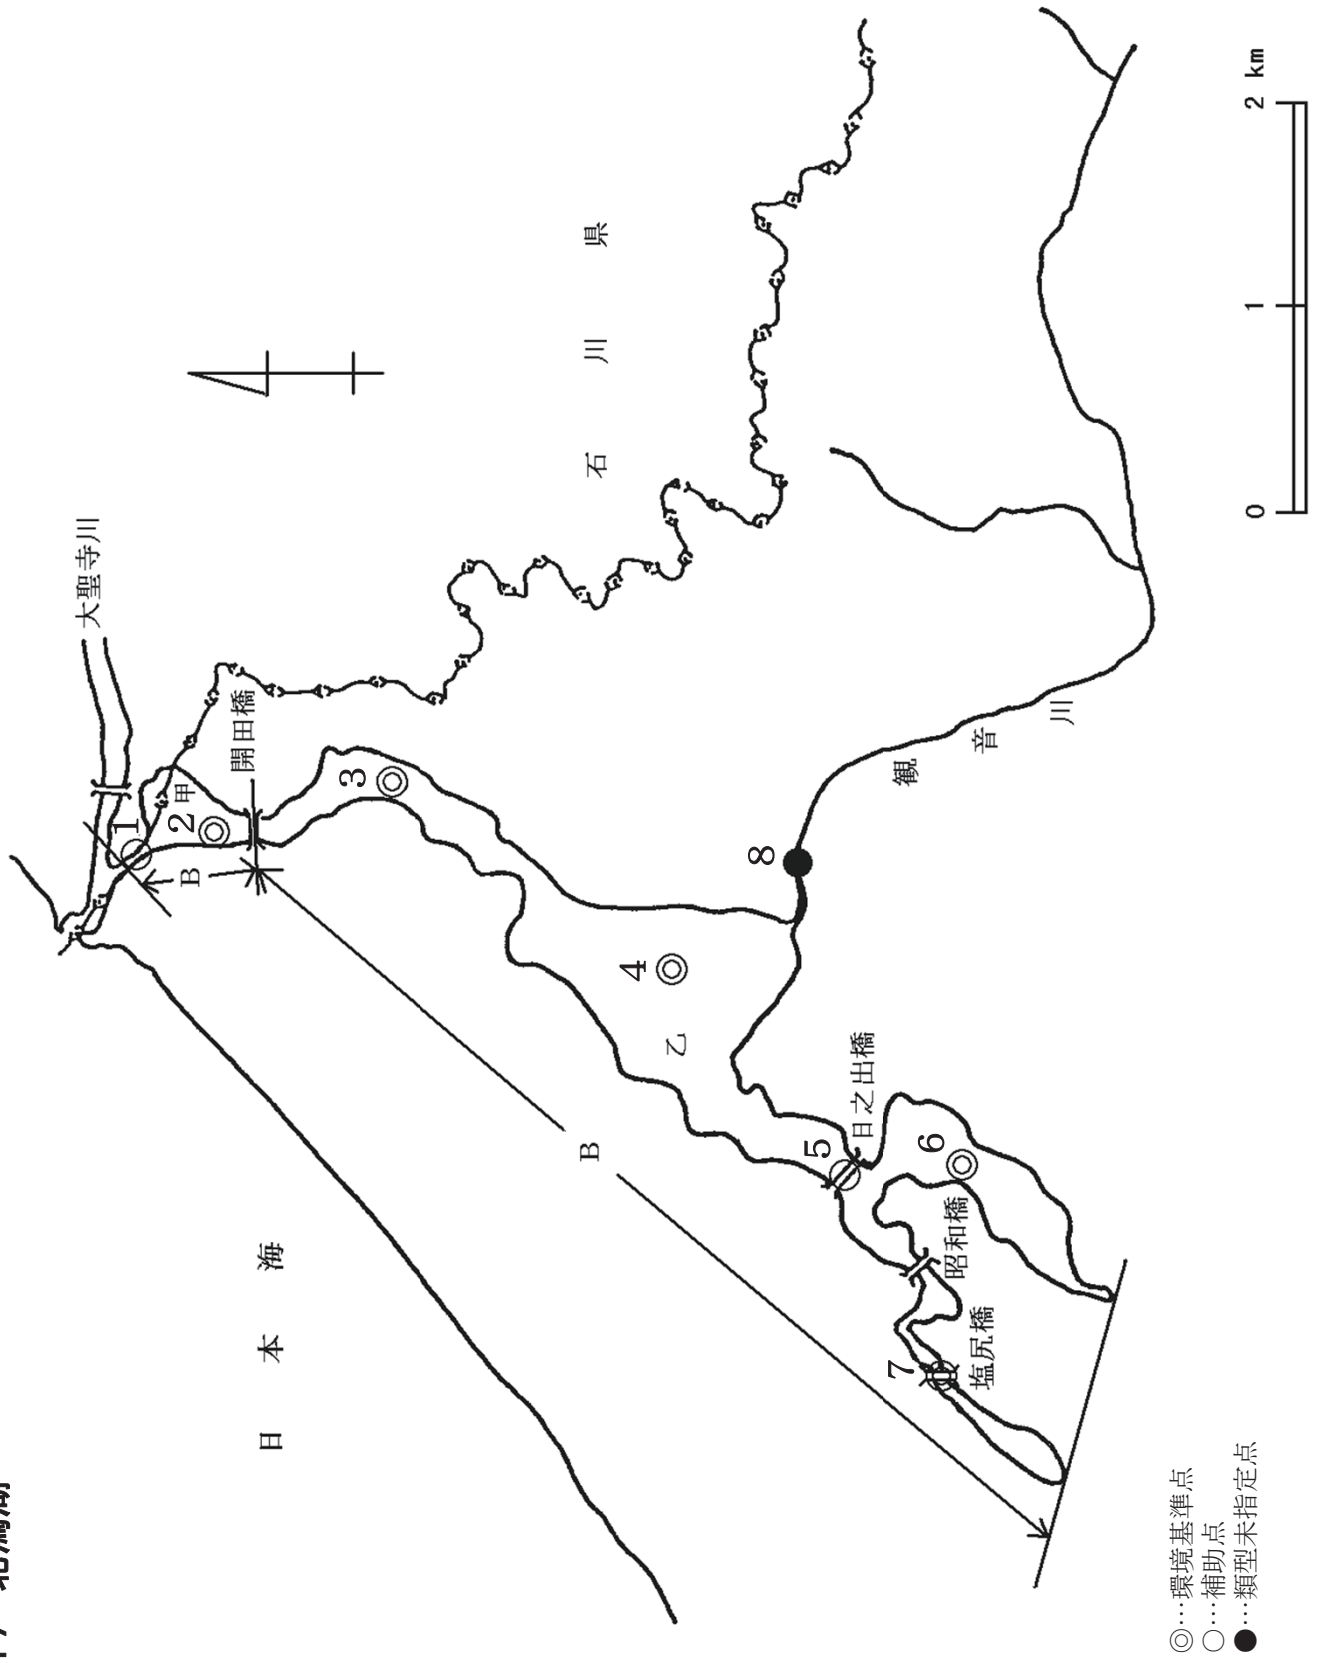 北潟湖
大聖寺川
1
甲
2
B
開田橋
3
石川県
4
乙
8
観音川
B
5
日之出橋
6
昭和橋
7
塩尻橋
日本海
0 1 2 km
◎…環境基準点
○…補助点
●…類型未指定点